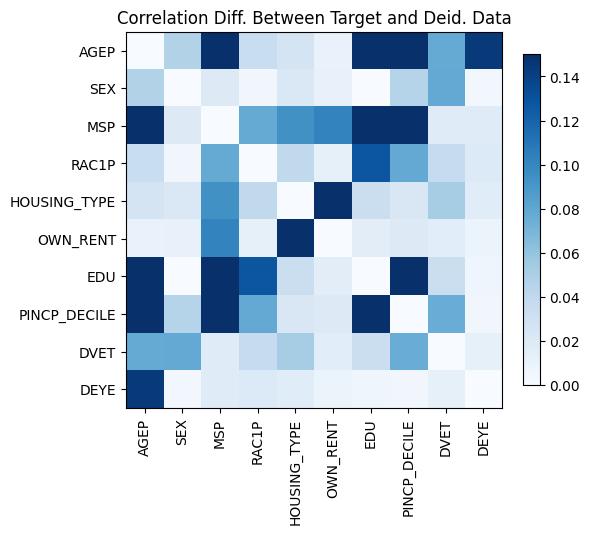 Correlation Diff. Between Target and Deid. Data
AGEP
SEX
MSP
RAC1P
HOUSING_TYPE
OWN_RENT
EDU
PINCP_DECILE
DVET
DEYE
AGEP
SEX
MSP
RAC1P
HOUSING_TYPE
OWN_RENT
EDU
PINCP_DECILE
DVET
DEYE
0.14
0.12
0.10
0.08
0.06
0.04
0.02
0.00